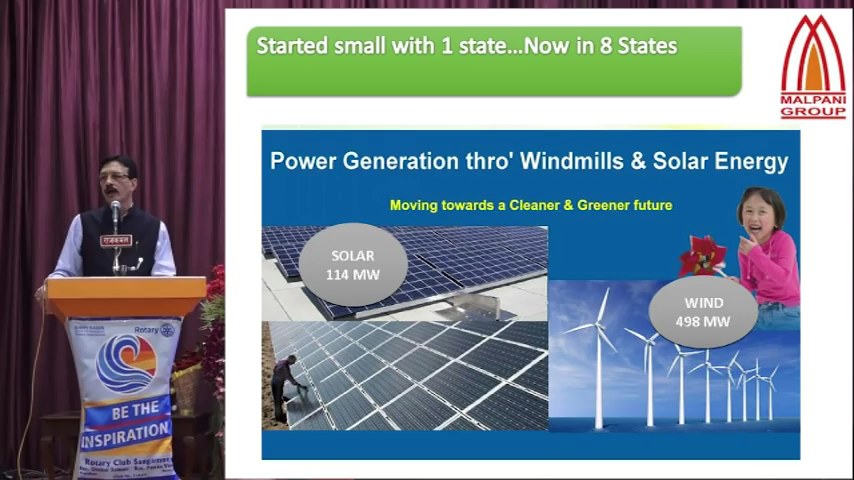 Started small with 1 state...Now in 8 States
MALPANI
GROUP
Power Generation thro' Windmills & Solar Energy
Moving towards a Cleaner & Greener future
SOLAR
114 MW
WIND
498 MW
राजकमल
Rotary
BE THE
INSPIRATION
Rotary Club Sangamner